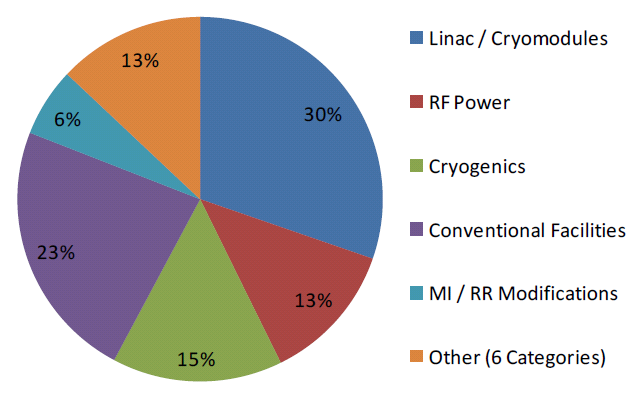 13%
30%
6%
23%
13%
15%
Linac / Cryomodules
RF Power
Cryogenics
Conventional Facilities
MI / RR Modifications
Other (6 Categories)